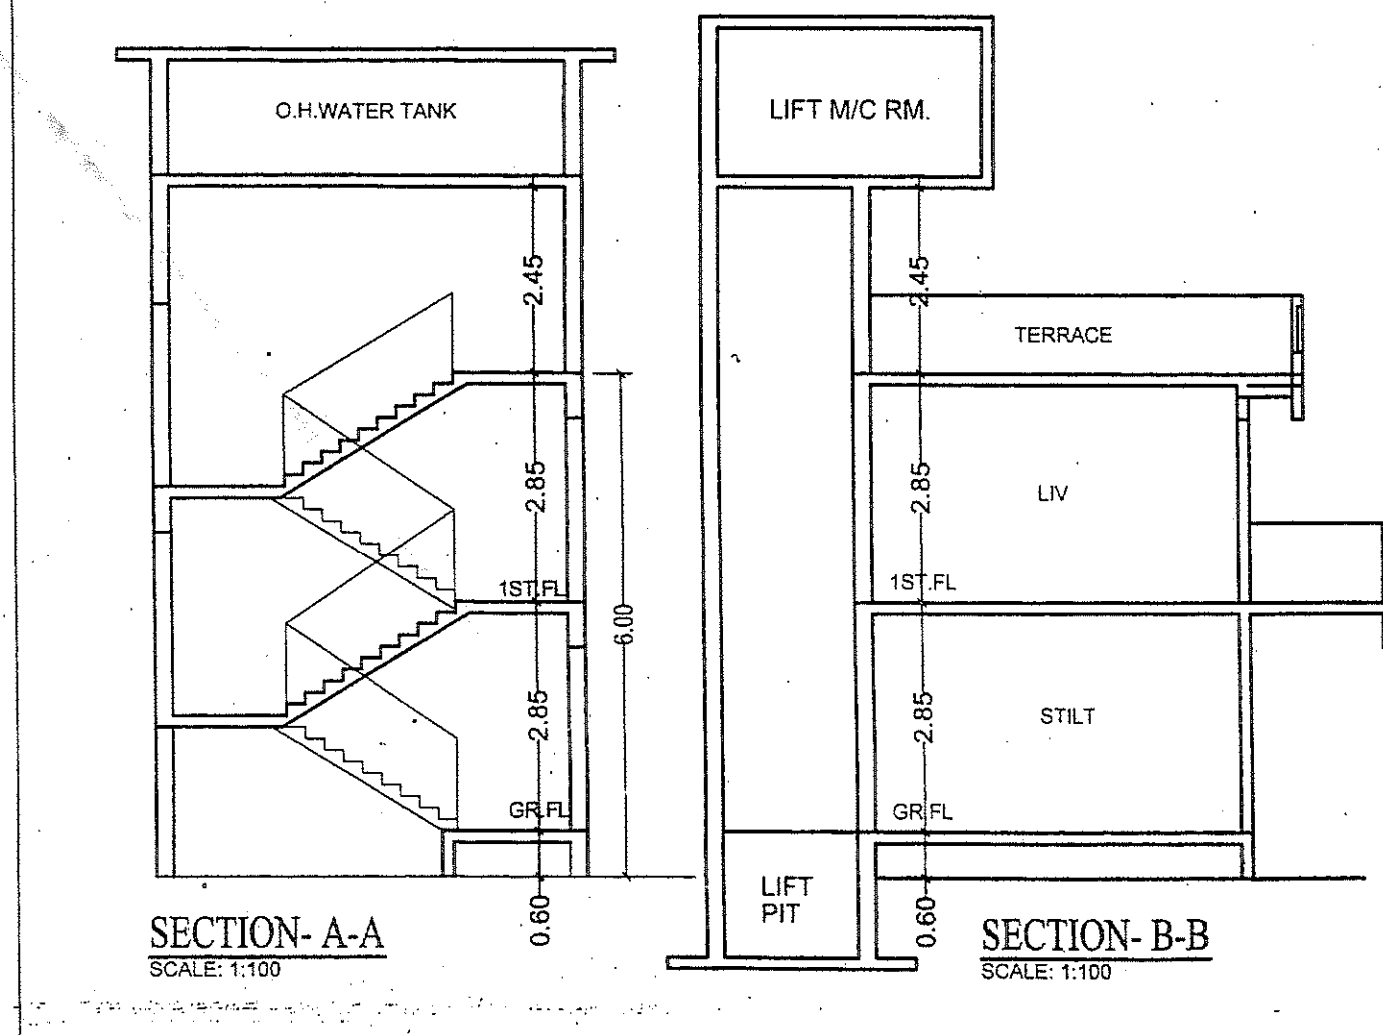 O.H.WATER TANK
2.45
2.85
1ST.FL
6.00
2.85
GR.FL
0.60
SECTION- A-A
SCALE: 1:100
LIFT M/C RM.
2.45
TERRACE
2.85
LIV
1ST.FL
2.85
STILT
GR.FL
LIFT
PIT
0.60
SECTION- B-B
SCALE: 1:100